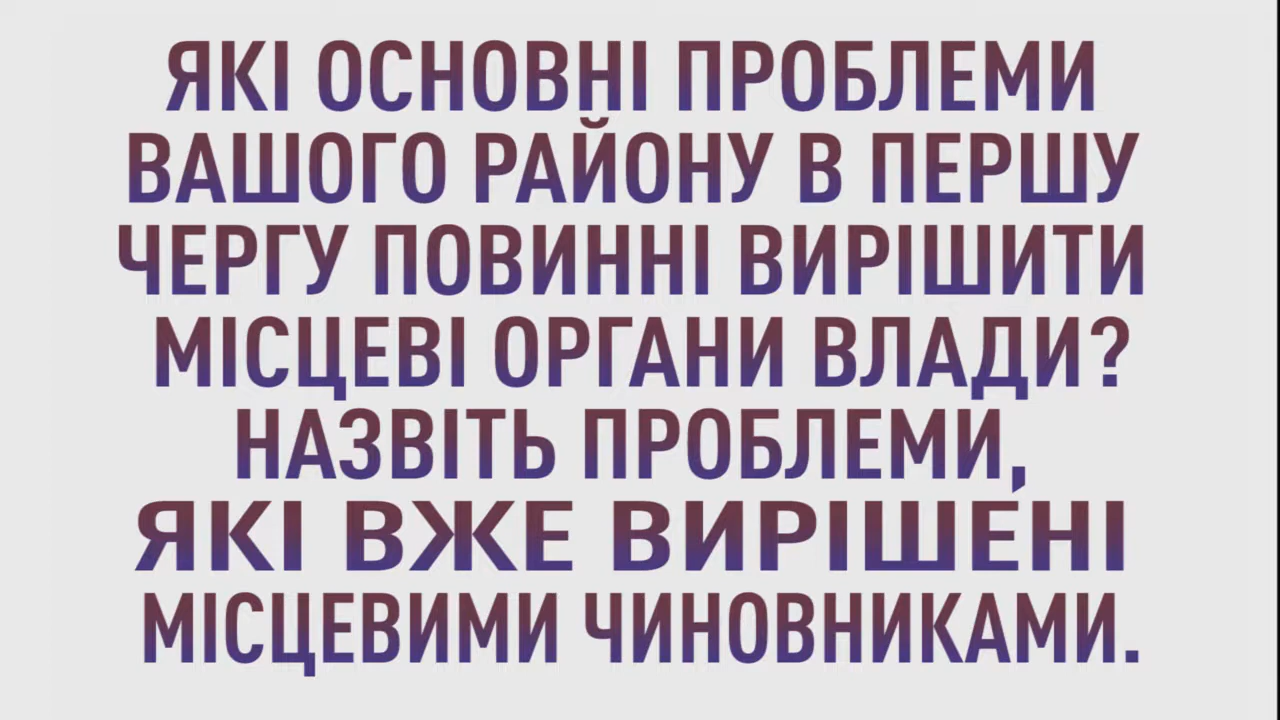 ЯКІ ОСНОВНІ ПРОБЛЕМИ
ВАШОГО РАЙОНУ В ПЕРШУ
ЧЕРГУ ПОВИННІ ВИРІШИТИ
МІСЦЕВІ ОРГАНИ ВЛАДИ?
НАЗВІТЬ ПРОБЛЕМИ,
ЯКІ ВЖЕ ВИРІШЕНІ
МІСЦЕВИМИ ЧИНОВНИКАМИ.